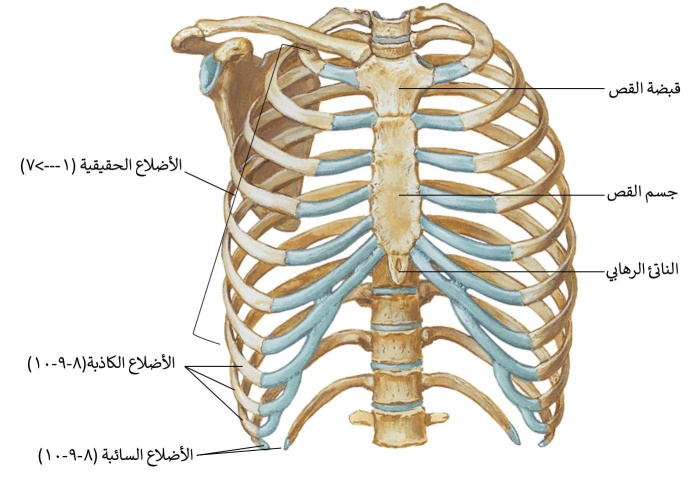 قبضة القص
الأضلاع الحقيقية (١--->٧)
جسم القص
الناتئ الرهابي
الأضلاع الكاذبة(٨-٩-١٠)
الأضلاع السائبة (٨-٩-١٠)